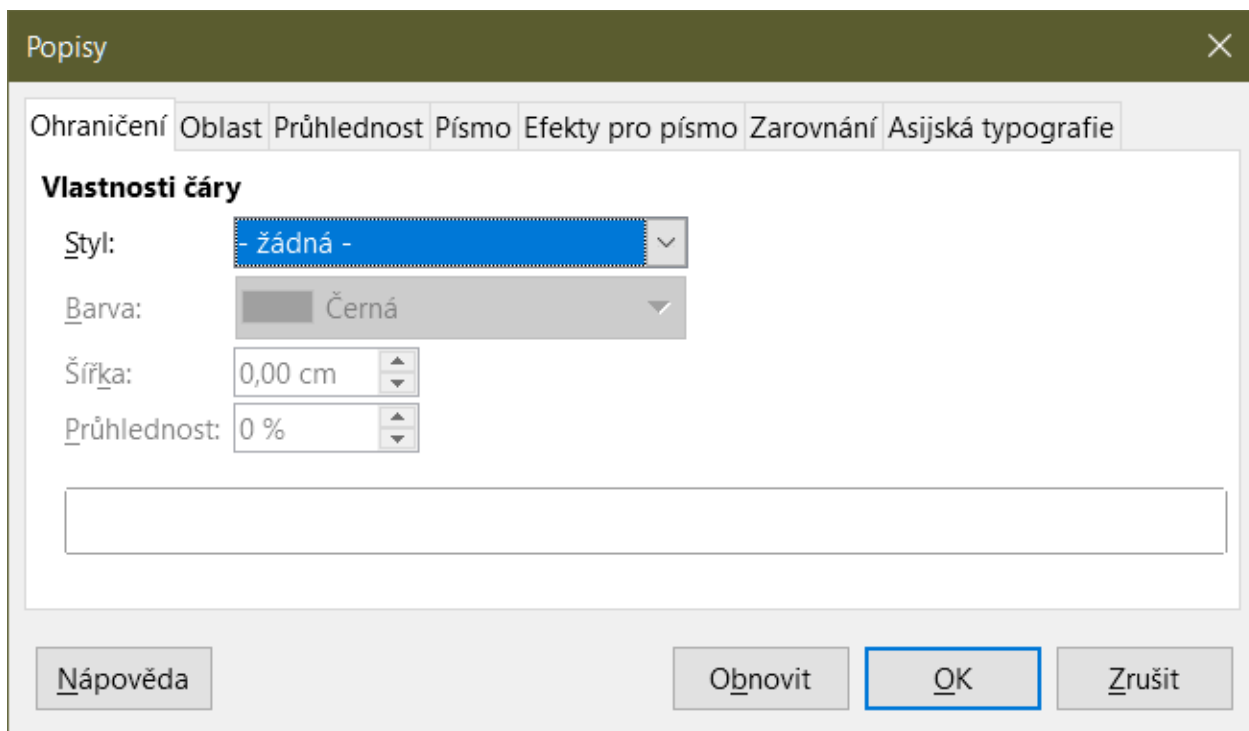 Popisy
Ohraničení Oblast Průhlednost Písmo Efekty pro písmo Zarovnání Asijská typografie
Vlastnosti čáry
Styl: - žádná -
Barva: Černá
Šířka: 0,00 cm
Průhlednost: 0 %
Nápověda Obnovit OK Zrušit